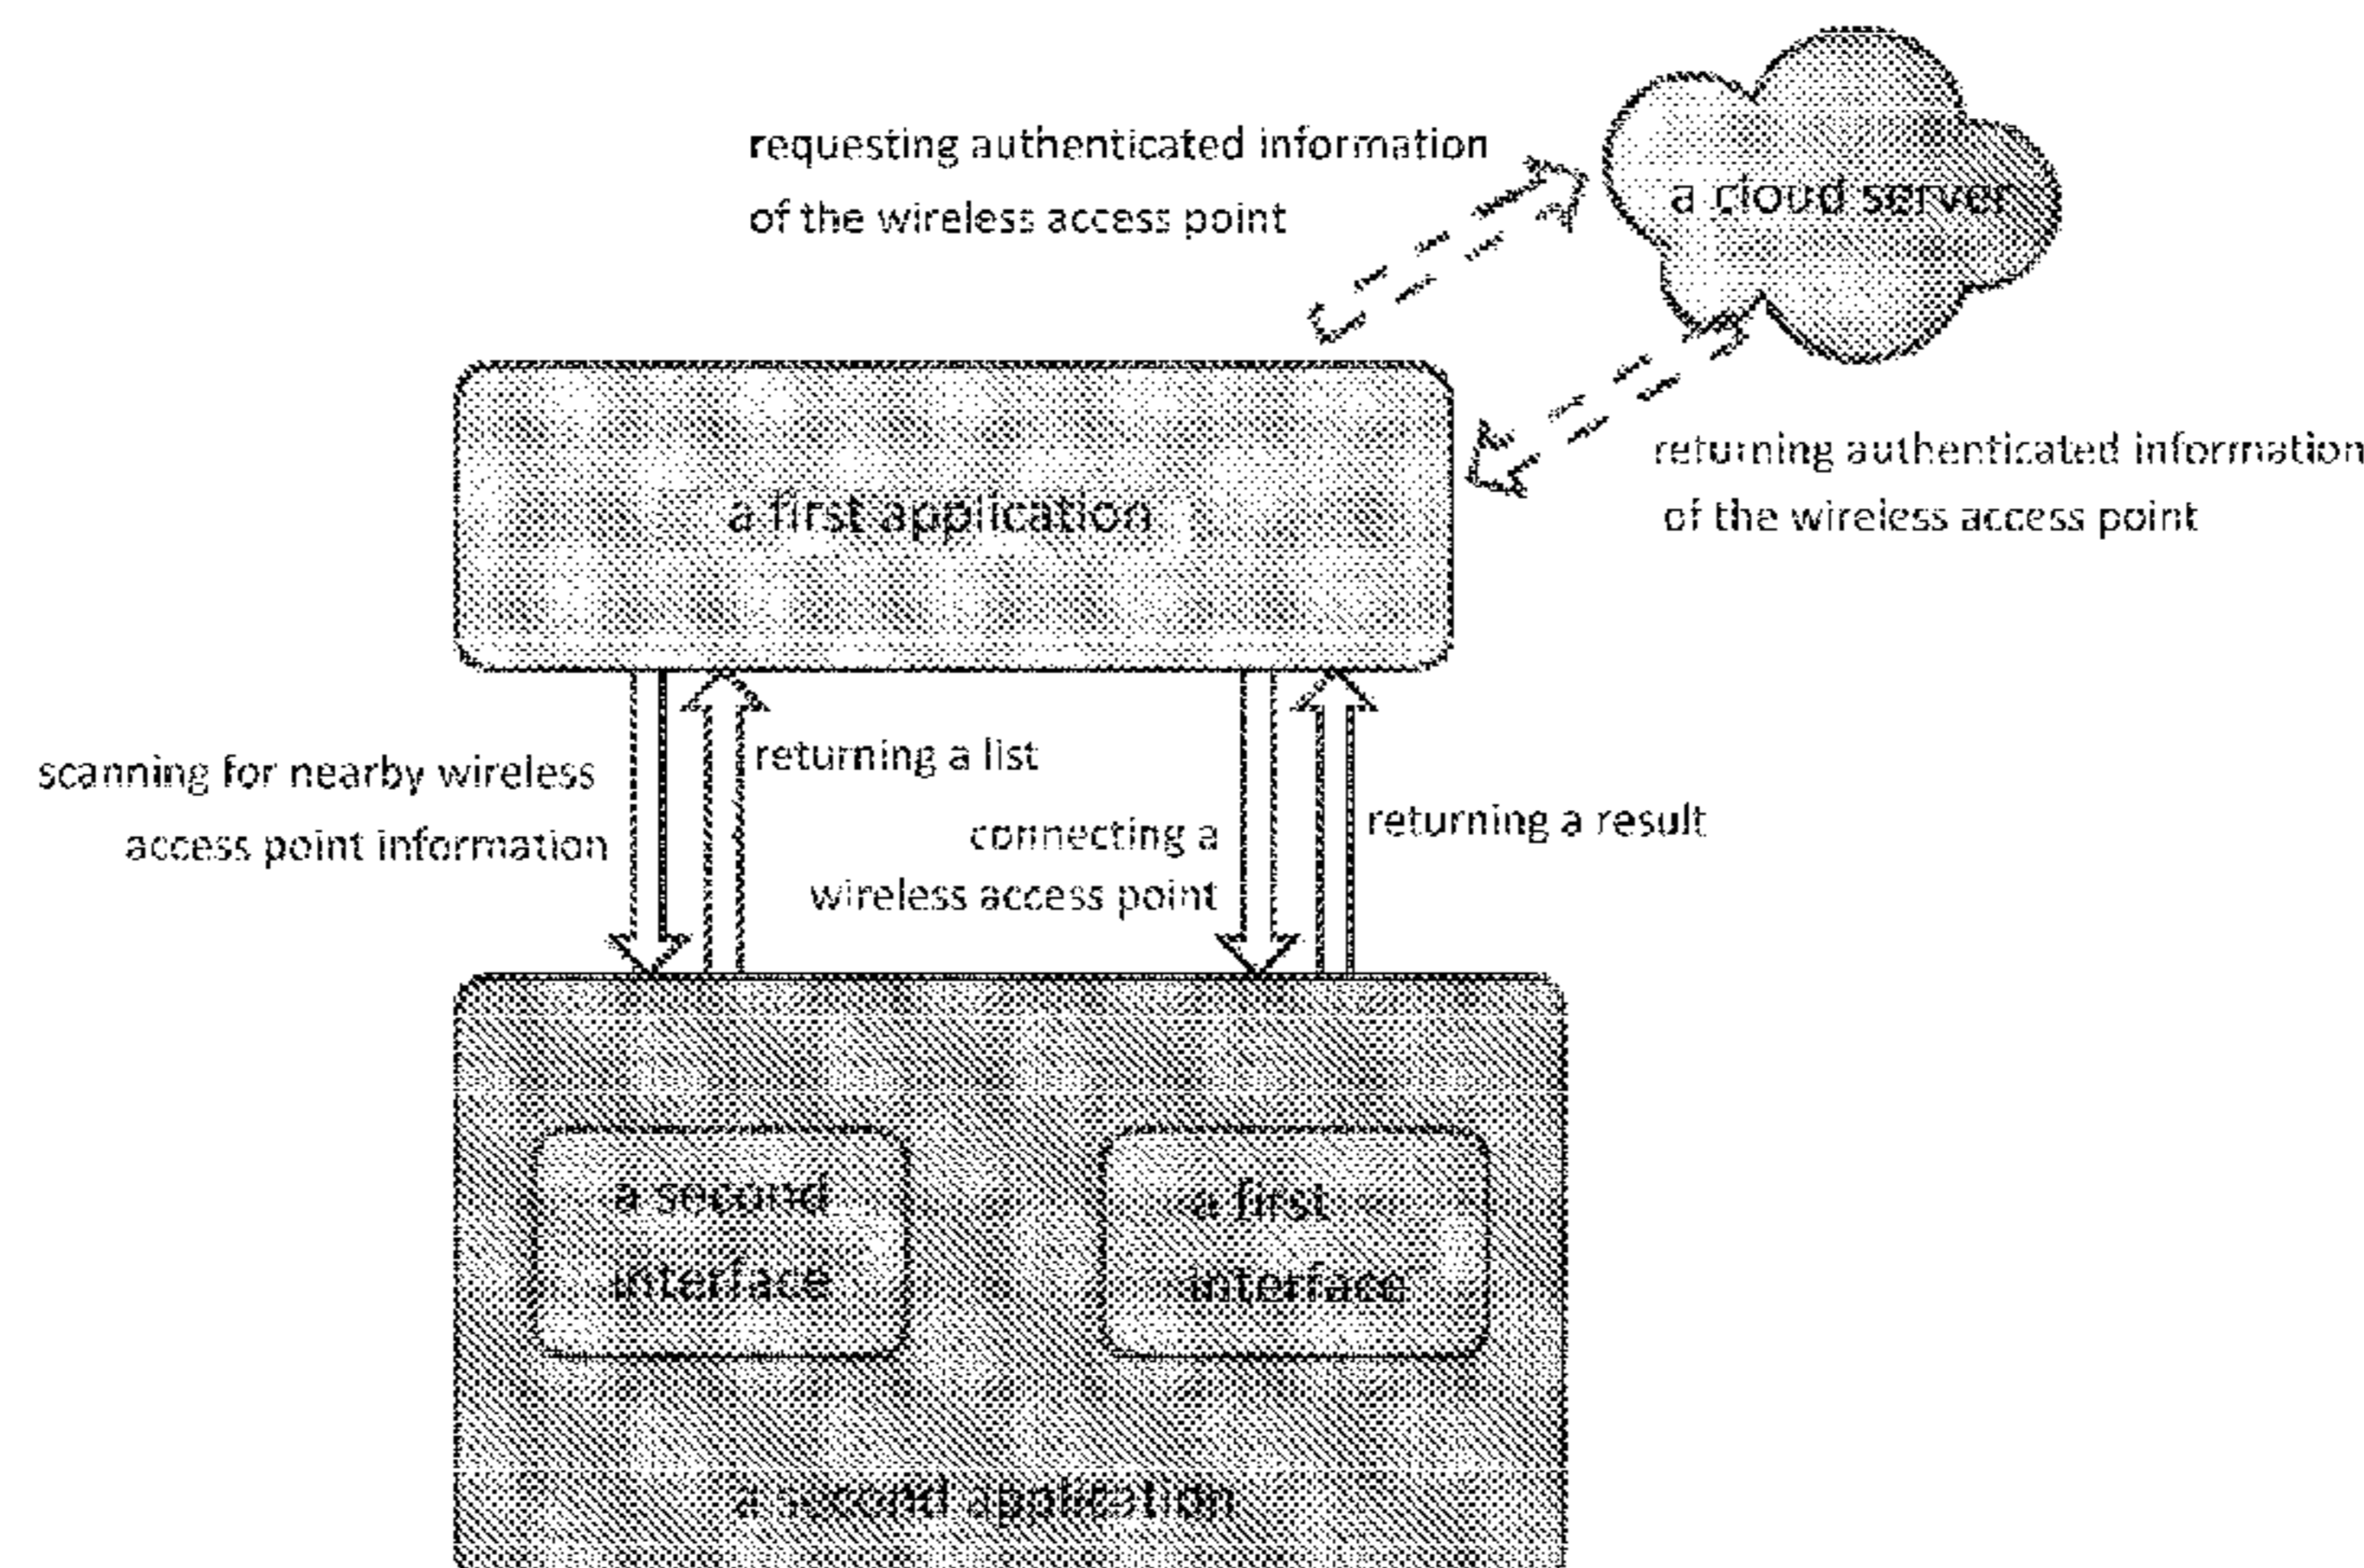 requesting authenticated information
of the wireless access point
a cloud server
returning authenticated information
of the wireless access point
a first application
scanning for nearby wireless
access point information
returning a list
connecting a
wireless access point
returning a result
a second
interface
a first
interface
a second application